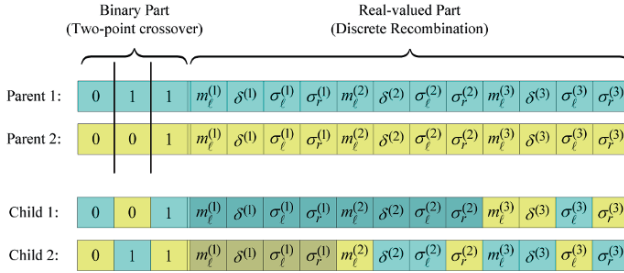 Binary Part Real-valued Part
(Two-point crossover) (Discrete Recombination)
Parent 1: 0 1 1 m_ℓ^(1) δ^(1) σ_ℓ^(1) σ_r^(1) m_ℓ^(2) δ^(2) σ_ℓ^(2) σ_r^(2) m_ℓ^(3) δ^(3) σ_ℓ^(3) σ_r^(3)
Parent 2: 0 0 1 m_ℓ^(1) δ^(1) σ_ℓ^(1) σ_r^(1) m_ℓ^(2) δ^(2) σ_ℓ^(2) σ_r^(2) m_ℓ^(3) δ^(3) σ_ℓ^(3) σ_r^(3)
Child 1: 0 0 1 m_ℓ^(1) δ^(1) σ_ℓ^(1) σ_r^(1) m_ℓ^(2) δ^(2) σ_ℓ^(2) σ_r^(2) m_ℓ^(3) δ^(3) σ_ℓ^(3) σ_r^(3)
Child 2: 0 1 1 m_ℓ^(1) δ^(1) σ_ℓ^(1) σ_r^(1) m_ℓ^(2) δ^(2) σ_ℓ^(2) σ_r^(2) m_ℓ^(3) δ^(3) σ_ℓ^(3) σ_r^(3)